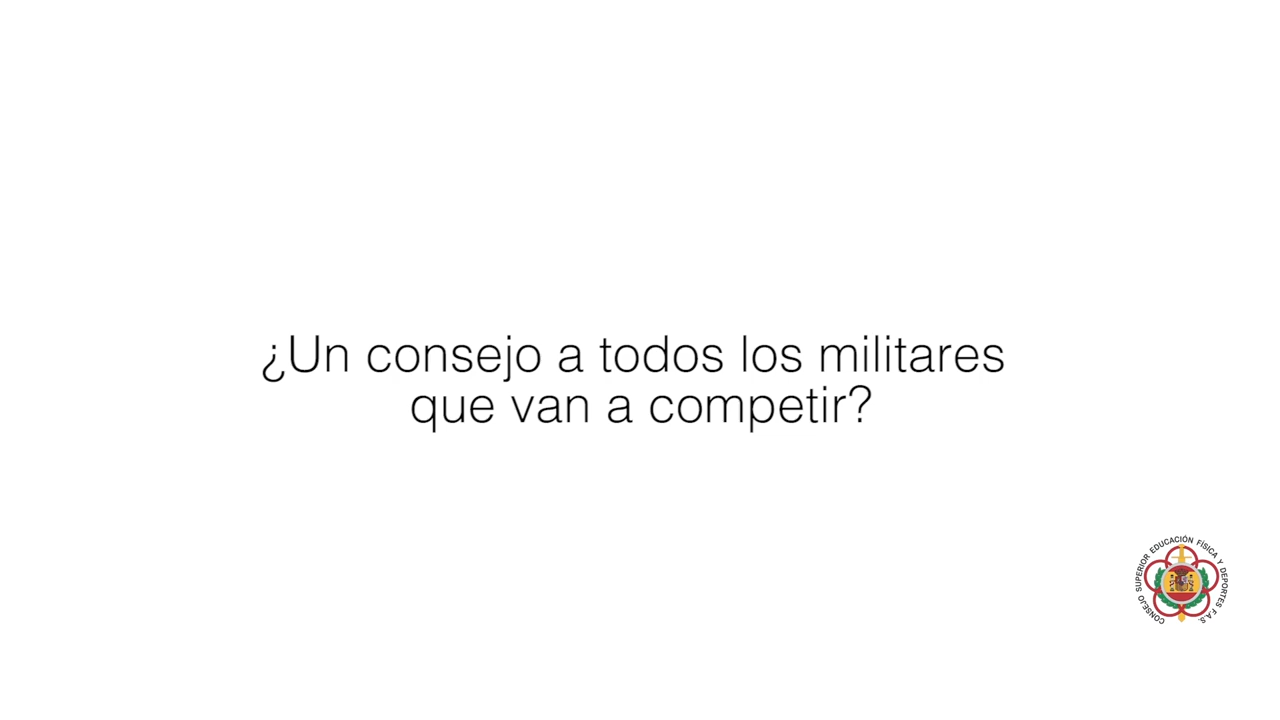 ¿Un consejo a todos los militares
que van a competir?
CONSEJO SUPERIOR EDUCACIÓN FÍSICA Y DEPORTES F.A.S.